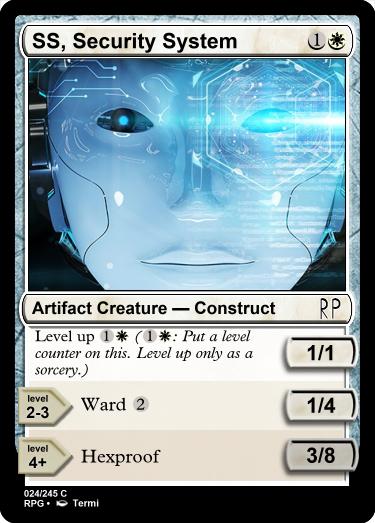 SS, Security System 1
Artifact Creature — Construct RP
Level up 1 ( 1 : Put a level
counter on this. Level up only as a
sorcery.)
1/1
level
2-3
Ward 2
1/4
level
4+
Hexproof
3/8
024/245 C
RPG • Termi